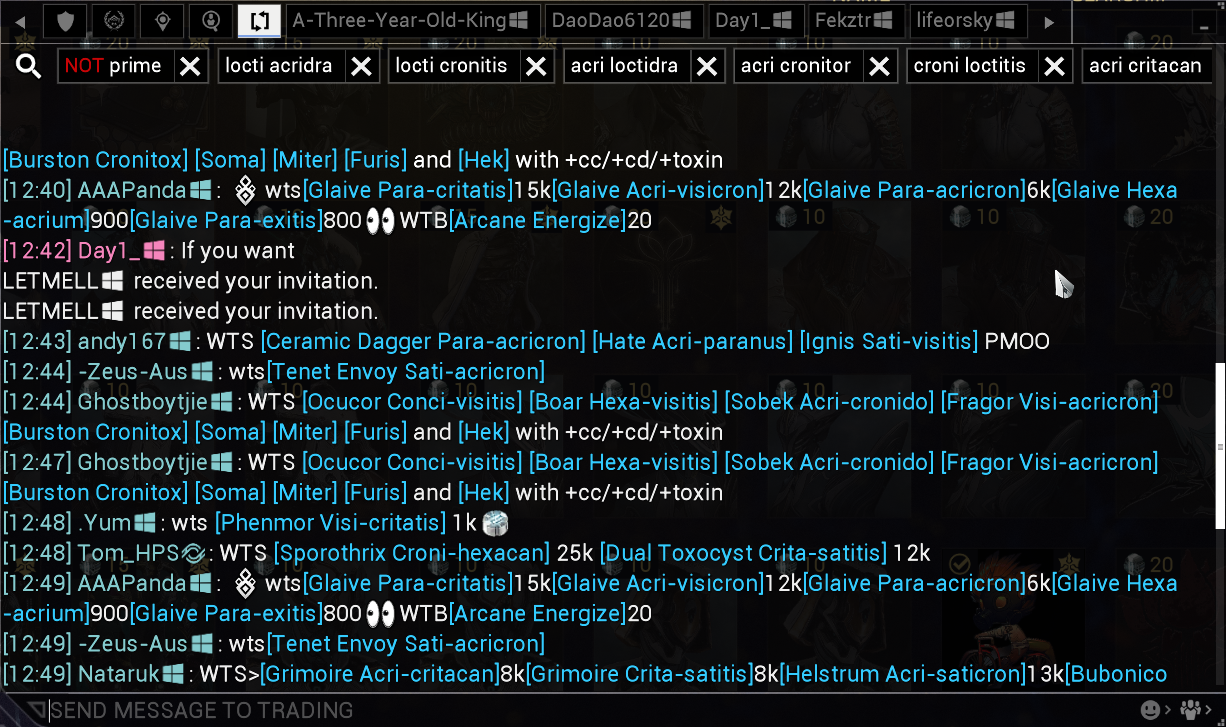 A-Three-Year-Old-King DaoDao6120 Day1_ Fekztr lifeorsky
NOT prime locti acridra locti cronitis acri loctidra acri cronitor croni loctitis acri critacan
[Burston Cronitox] [Soma] [Miter] [Furis] and [Hek] with +cc/+cd/+toxin
[12:40] AAAPanda : wts[Glaive Para-critatis]15k[Glaive Acri-visicron]12k[Glaive Para-acricron]6k[Glaive Hexa
-acrium]900[Glaive Para-exitis]800 👀 WTB[Arcane Energize]20
[12:42] Day1_ : If you want
LETMELL received your invitation.
LETMELL received your invitation.
[12:43] andy167 : WTS [Ceramic Dagger Para-acricron] [Hate Acri-paranus] [Ignis Sati-visitis] PMOO
[12:44] -Zeus-Aus : wts[Tenet Envoy Sati-acricron]
[12:44] Ghostboytjie : WTS [Ocucor Conci-visitis] [Boar Hexa-visitis] [Sobek Acri-cronido] [Fragor Visi-acricron]
[Burston Cronitox] [Soma] [Miter] [Furis] and [Hek] with +cc/+cd/+toxin
[12:47] Ghostboytjie : WTS [Ocucor Conci-visitis] [Boar Hexa-visitis] [Sobek Acri-cronido] [Fragor Visi-acricron]
[Burston Cronitox] [Soma] [Miter] [Furis] and [Hek] with +cc/+cd/+toxin
[12:48] .Yum : wts [Phenmor Visi-critatis] 1k
[12:48] Tom_HPS : WTS [Sporothrix Croni-hexacan] 25k [Dual Toxocyst Crita-satitis] 12k
[12:49] AAAPanda : wts[Glaive Para-critatis]15k[Glaive Acri-visicron]12k[Glaive Para-acricron]6k[Glaive Hexa
-acrium]900[Glaive Para-exitis]800 👀 WTB[Arcane Energize]20
[12:49] -Zeus-Aus : wts[Tenet Envoy Sati-acricron]
[12:49] Nataruk : WTS>[Grimoire Acri-critacan]8k[Grimoire Crita-satitis]8k[Helstrum Acri-saticron]13k[Bubonico
SEND MESSAGE TO TRADING